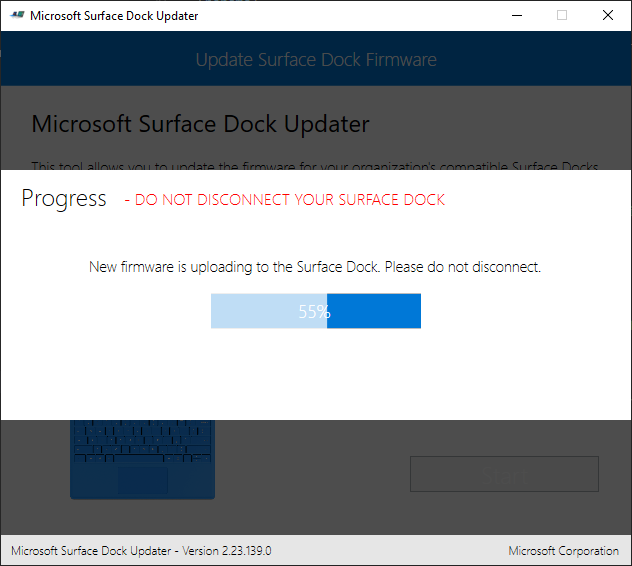 Microsoft Surface Dock Updater
Update Surface Dock Firmware
Microsoft Surface Dock Updater
This tool allows you to update the firmware for your organization's compatible Surface Docks
Progress - DO NOT DISCONNECT YOUR SURFACE DOCK
New firmware is uploading to the Surface Dock. Please do not disconnect.
55%
Microsoft Surface Dock Updater - Version 2.23.139.0
Microsoft Corporation